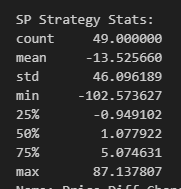 SP Strategy Stats:
count 49.000000
mean -13.525660
std 46.096189
min -102.573627
25% -0.949102
50% 1.077922
75% 5.074631
max 87.137807